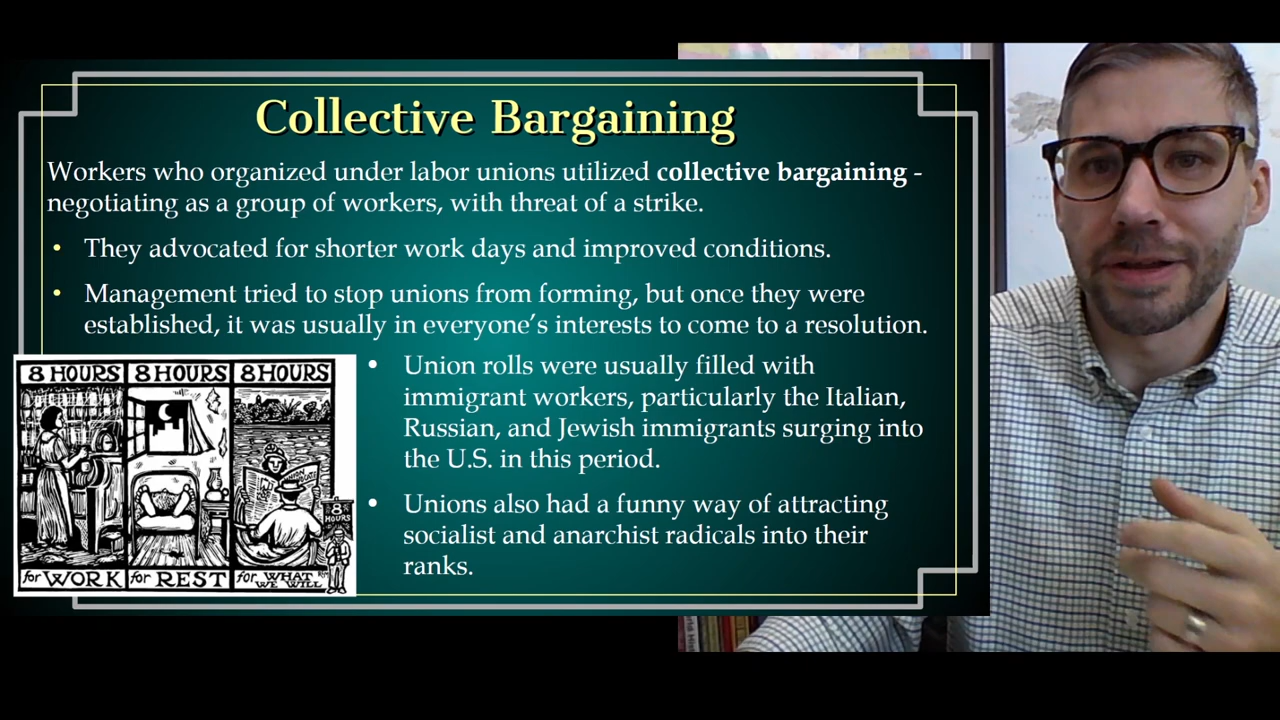 Collective Bargaining
Workers who organized under labor unions utilized collective bargaining -
negotiating as a group of workers, with threat of a strike.
• They advocated for shorter work days and improved conditions.
• Management tried to stop unions from forming, but once they were
established, it was usually in everyone’s interests to come to a resolution.
8 HOURS 8 HOURS 8 HOURS
8 HOURS
for WORK for REST for WHAT
WE WILL
• Union rolls were usually filled with
immigrant workers, particularly the Italian,
Russian, and Jewish immigrants surging into
the U.S. in this period.
• Unions also had a funny way of attracting
socialist and anarchist radicals into their
ranks.